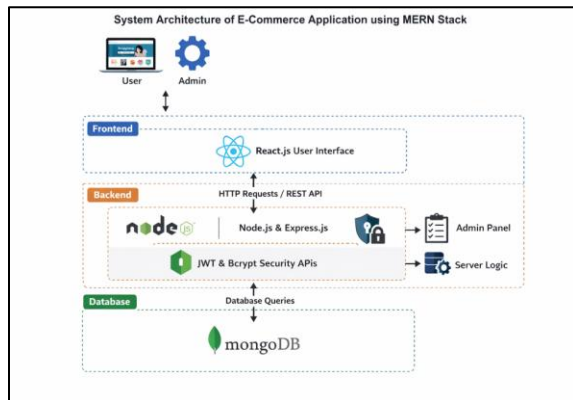 System Architecture of E-Commerce Application using MERN Stack
User Admin
Frontend
React.js User Interface
HTTP Requests / REST API
Backend
node JS Node.js & Express.js Admin Panel
JWT & Bcrypt Security APIs Server Logic
Database Queries
Database
mongoDB